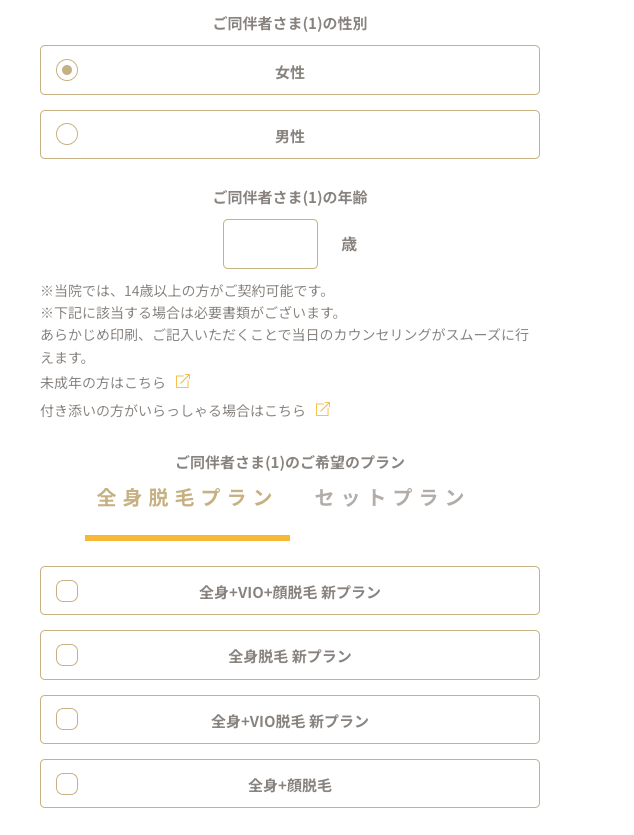 ご同伴者さま(1)の性別
女性
男性
ご同伴者さま(1)の年齢
歳
※当院では、14歳以上の方がご契約可能です。
※下記に該当する場合は必要書類がございます。
あらかじめ印刷、ご記入いただくことで当日のカウンセリングがスムーズに行
えます。
未成年の方はこちら
付き添いの方がいらっしゃる場合はこちら
ご同伴者さま(1)のご希望のプラン
全身脱毛プラン セットプラン
全身+VIO+顔脱毛 新プラン
全身脱毛 新プラン
全身+VIO脱毛 新プラン
全身+顔脱毛